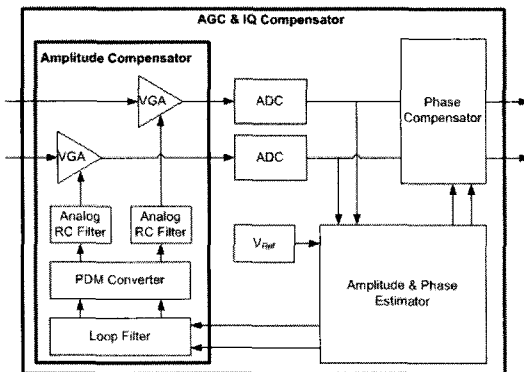 AGC & IQ Compensator
Amplitude Compensator
VGA
ADC
Phase
Compensator
VGA
ADC
Analog
RC Filter
Analog
RC Filter
VRef
PDM Converter
Amplitude & Phase
Estimator
Loop Filter